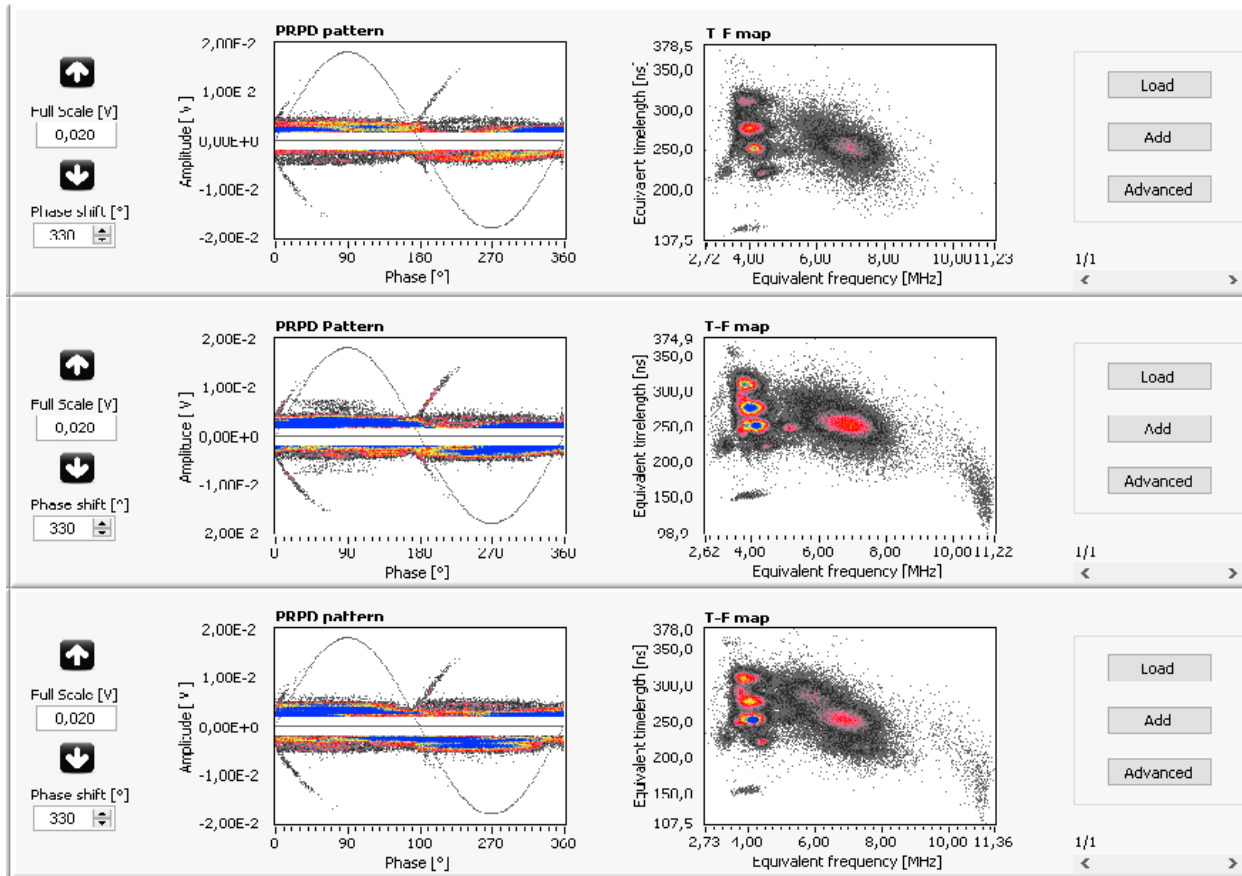 PRPD pattern
T-F map
2,00E-2
1,00E-2
0,00E+0
-1,00E-2
-2,00E-2
Amplitude [V]
0 90 180 270 360
Phase [°]
378,5
350,0
300,0
250,0
200,0
137,5
2,72 4,00 6,00 8,00 10,00 11,23
Equivalent frequency [MHz]
Full Scale [V]
0,020
Phase shift [°]
330
Load
Add
Advanced
1/1
< >
PRPD Pattern
T-F map
2,00E-2
1,00E-2
0,00E+0
-1,00E-2
2,00E-2
[V]
0 90 180 270 360
Phase [°]
374,9
350,0
300,0
250,0
200,0
150,0
98,9
Equivalent timelength [ns]
2,62 4,00 6,00 8,00 10,00 11,22
Equivalent frequency [MHz]
Full Scale [V]
0,020
Phase shift [°]
330
Load
Add
Advanced
1/1
< >
PRPD pattern
T-F map
2,00E-2
1,00E-2
0,00E+0
-1,00E-2
-2,00E-2
Amplitude [V]
0 90 180 270 360
Phase [°]
378,0
350,0
300,0
250,0
200,0
150,0
107,5
Equivalent timelength [ns]
2,73 4,00 6,00 8,00 10,00 11,36
Equivalent frequency [MHz]
Full Scale [V]
0,020
Phase shift [°]
330
Load
Add
Advanced
1/1
< >